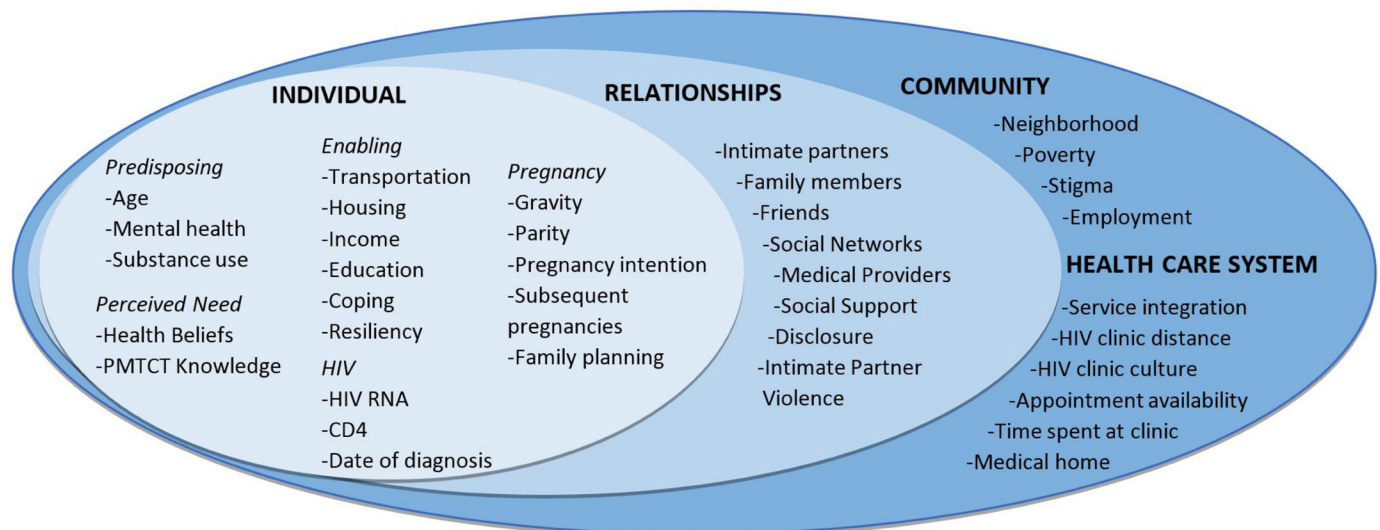 INDIVIDUAL
Predisposing
-Age
-Mental health
-Substance use
Perceived Need
-Health Beliefs
-PMTCT Knowledge
Enabling
-Transportation
-Housing
-Income
-Education
-Coping
-Resiliency
HIV
-HIV RNA
-CD4
-Date of diagnosis
Pregnancy
-Gravity
-Parity
-Pregnancy intention
-Subsequent
pregnancies
-Family planning
RELATIONSHIPS
-Intimate partners
-Family members
-Friends
-Social Networks
-Medical Providers
-Social Support
-Disclosure
-Intimate Partner
Violence
COMMUNITY
-Neighborhood
-Poverty
-Stigma
-Employment
HEALTH CARE SYSTEM
-Service integration
-HIV clinic distance
-HIV clinic culture
-Appointment availability
-Time spent at clinic
-Medical home